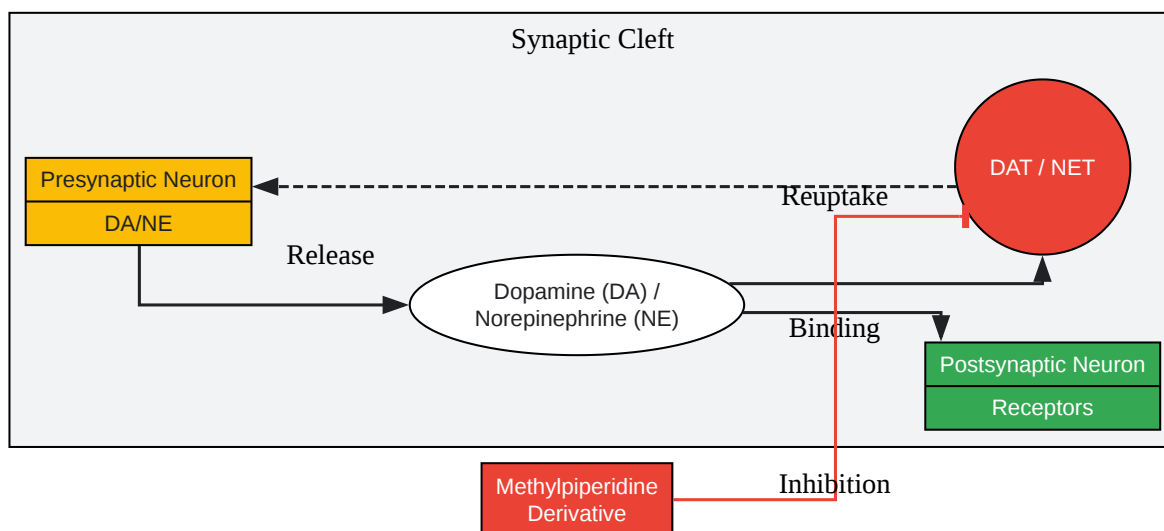 Synaptic Cleft
Presynaptic Neuron
DA/NE
DAT / NET
Reuptake
Release
Dopamine (DA) /
Norepinephrine (NE)
Binding
Postsynaptic Neuron
Receptors
Methylpiperidine
Derivative
Inhibition